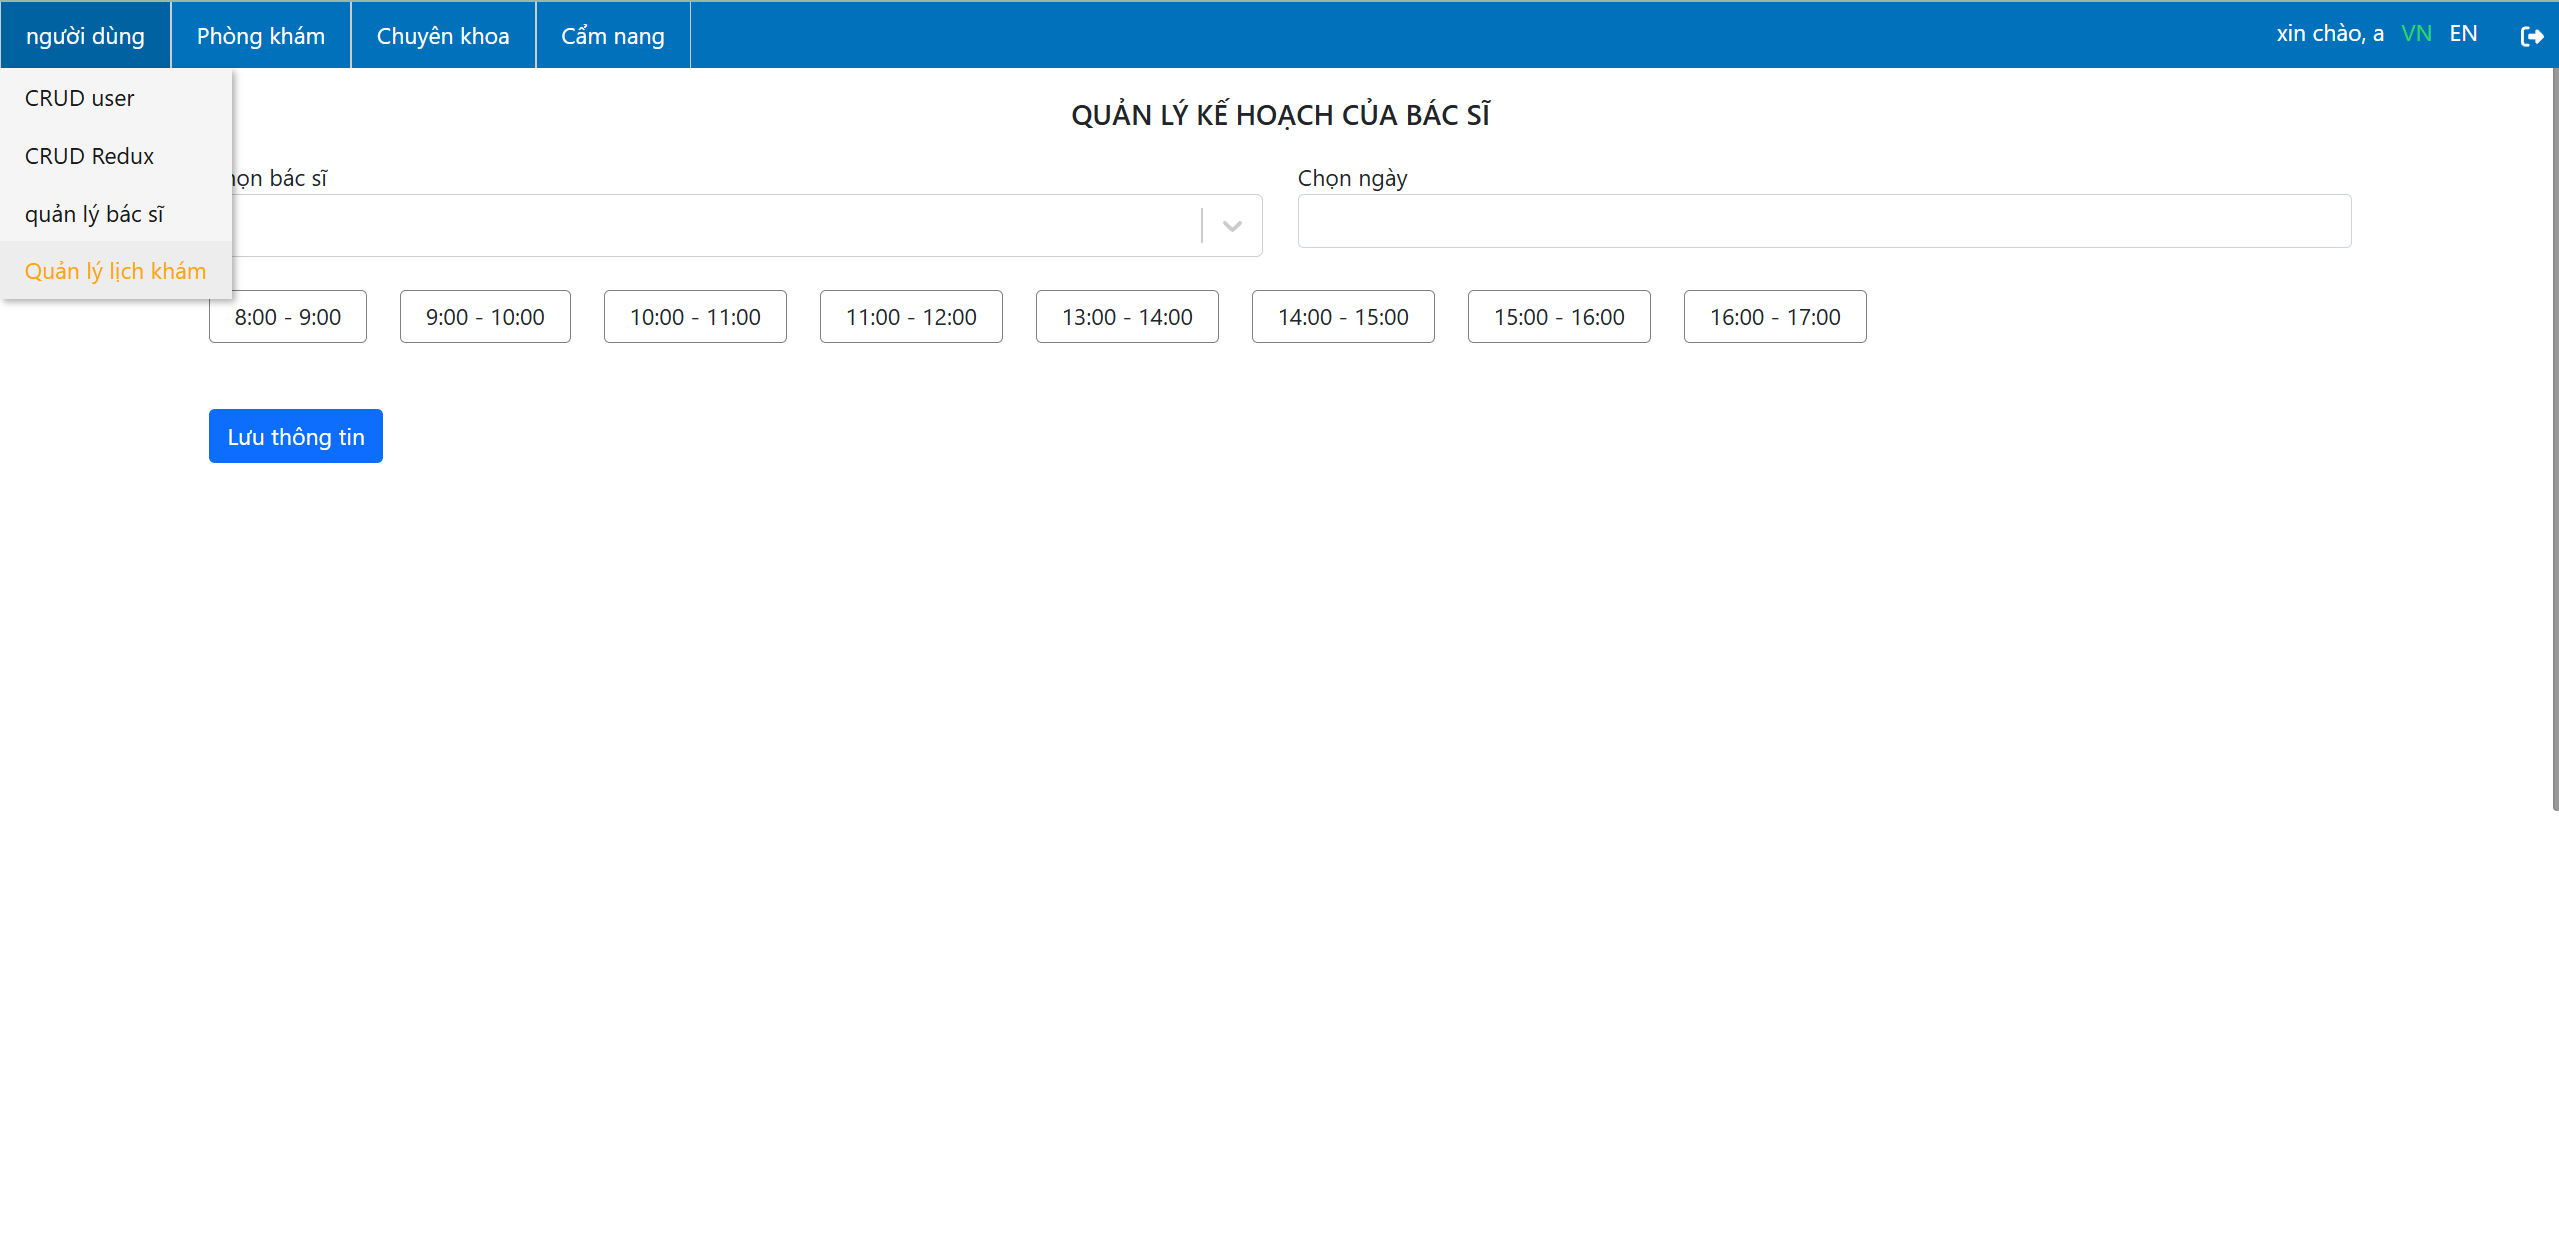 người dùng Phòng khám Chuyên khoa Cẩm nang xin chào, a VN EN
CRUD user
CRUD Redux
quản lý bác sĩ
Quản lý lịch khám
QUẢN LÝ KẾ HOẠCH CỦA BÁC SĨ
bác sĩ
Chọn ngày
8:00 - 9:00 9:00 - 10:00 10:00 - 11:00 11:00 - 12:00 13:00 - 14:00 14:00 - 15:00 15:00 - 16:00 16:00 - 17:00
Lưu thông tin